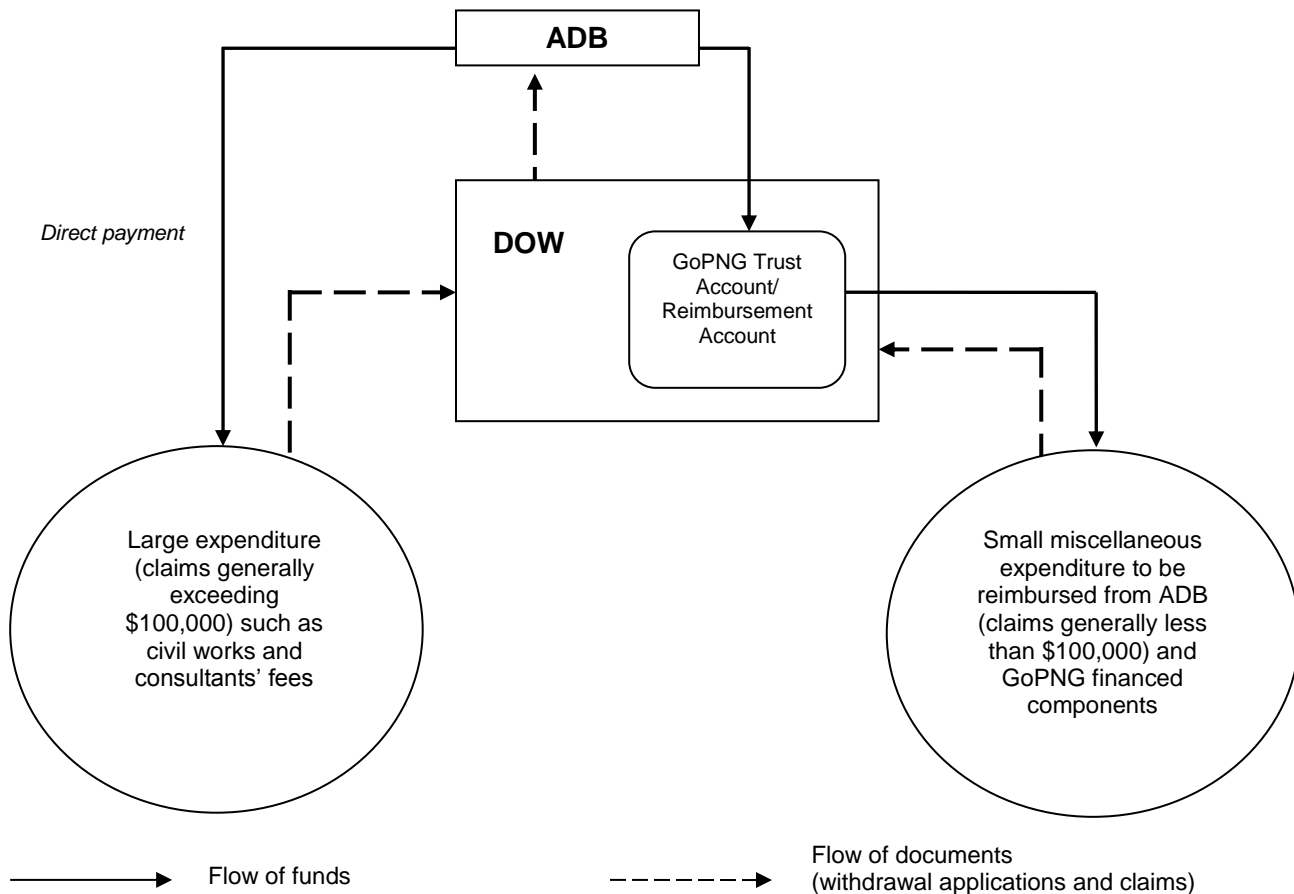 ADB
Direct payment
DOW
GoPNG Trust
Account/
Reimbursement
Account
Large expenditure
(claims generally
exceeding
$100,000) such as
civil works and
consultants’ fees
Small miscellaneous
expenditure to be
reimbursed from ADB
(claims generally less
than $100,000) and
GoPNG financed
components
Flow of funds
Flow of documents
(withdrawal applications and claims)